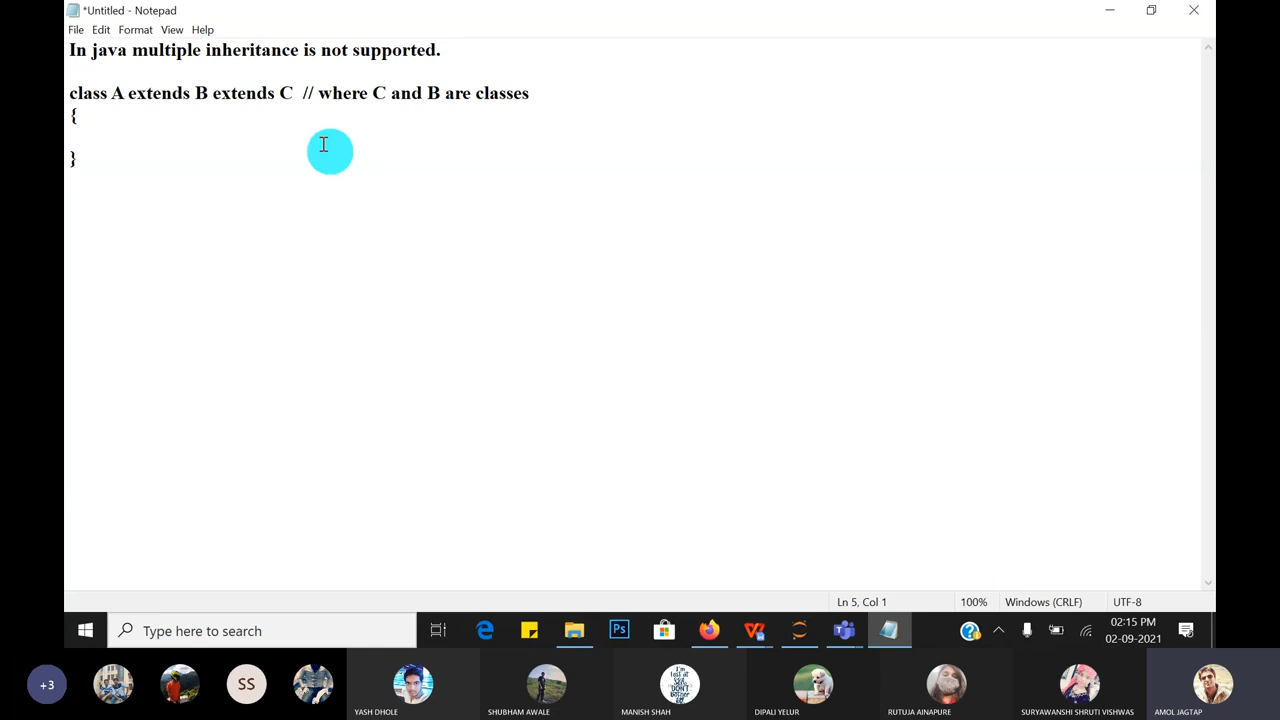 *Untitled - Notepad
File Edit Format View Help
In java multiple inheritance is not supported.
class A extends B extends C // where C and B are classes
{
}
Ln 5, Col 1 100% Windows (CRLF) UTF-8
Type here to search
Ps
02:15 PM
02-09-2021
+3
SS
I'm
YASH DHOLE
SHUBHAM AWALE
MANISH SHAH
DIPALI YELUR
RUTUJA AINAPURE
SURYAWANSHI SHRUTI VISHWAS
AMOL JAGTAP